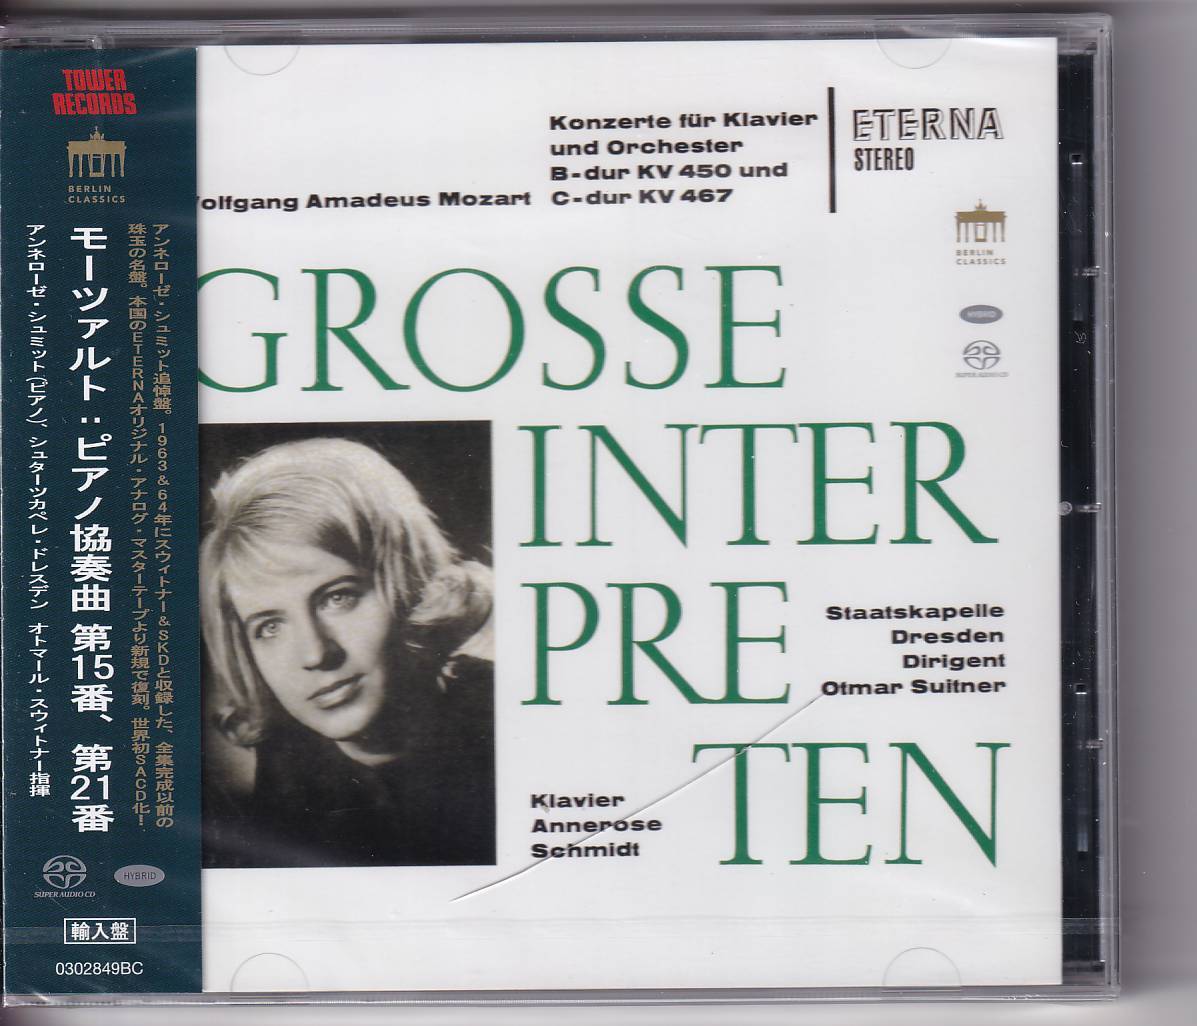 TOWER
RECORDS
BERLIN
CLASSICS
アンネローゼ・シュミット追悼盤。1963＆64年にスウィトナー＆SKDと収録した、全集完成以前の
珠玉の名盤。本国のETERNAオリジナル・アナログ・マスターテープより新規で復刻。世界初SACD化！
モーツァルト：ピアノ協奏曲 第15番、第21番
アンネローゼ・シュミット(ピアノ)、シュターツカペレ・ドレスデン オトマール・スウィトナー指揮
SUPER AUDIO CD
HYBRID
輸入盤
0302849BC
Konzerte für Klavier
und Orchester
B-dur KV 450 und
olfgang Amadeus Mozart C-dur KV 467
ETERNA
STEREO
BERLIN
CLASSICS
HYBRID
SUPER AUDIO CD
GROSSE
INTER
PRE
TEN
Staatskapelle
Dresden
Dirigent
Otmar Suitner
Klavier
Annerose
Schmidt